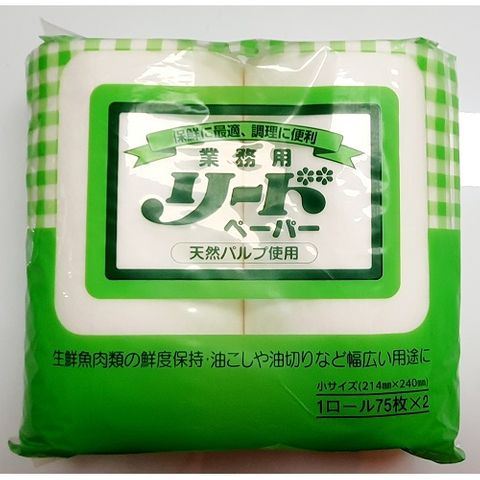 保鮮に最適、調理に便利
業務用
リード
ペーパー
天然パルプ使用
生鮮魚肉類の鮮度保持・油こしや油切りなど幅広い用途に
小サイズ(214mm×240mm)
1ロール75枚×2